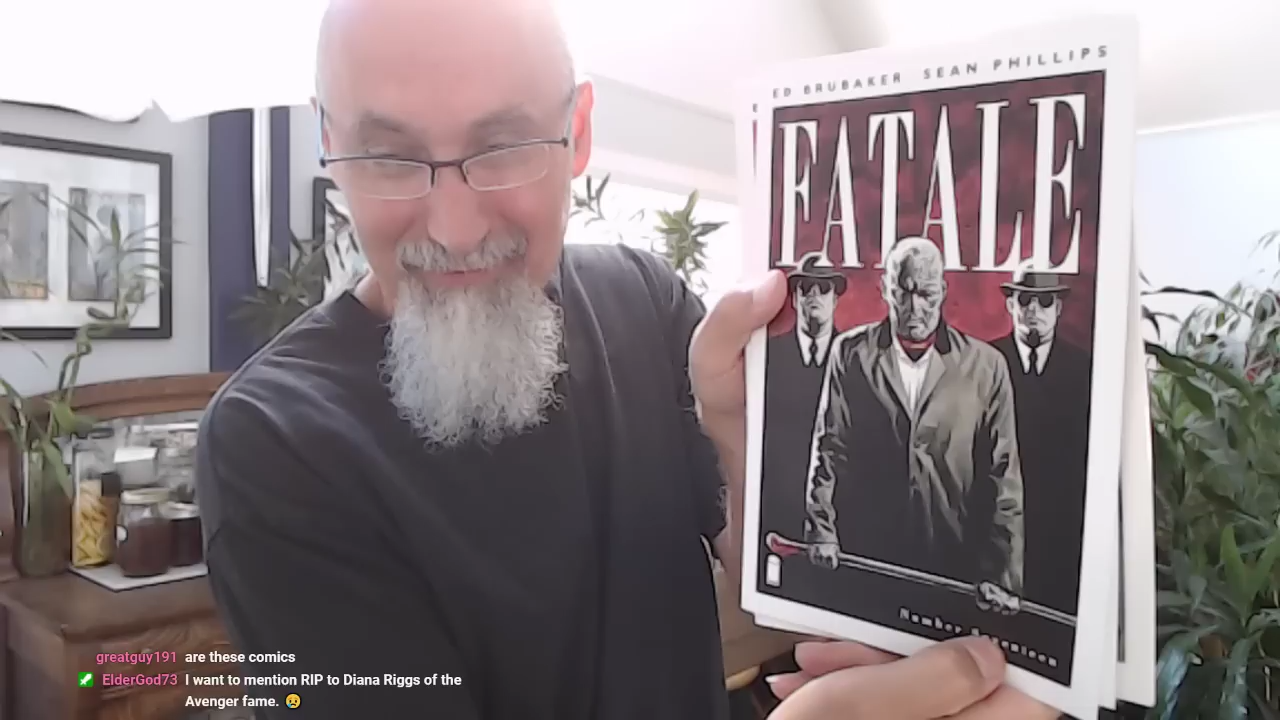 ED BRUBAKER SEAN PHILLIPS
FATALE
Number
greatguy191 are these comics
ElderGod73 I want to mention RIP to Diana Riggs of the
Avenger fame. 😢